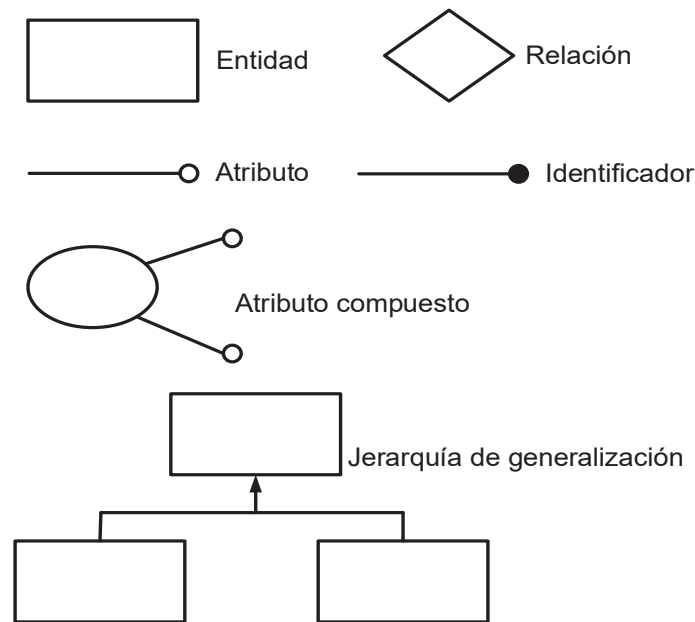 Entidad
Relación
Atributo
Identificador
Atributo compuesto
Jerarquía de generalización